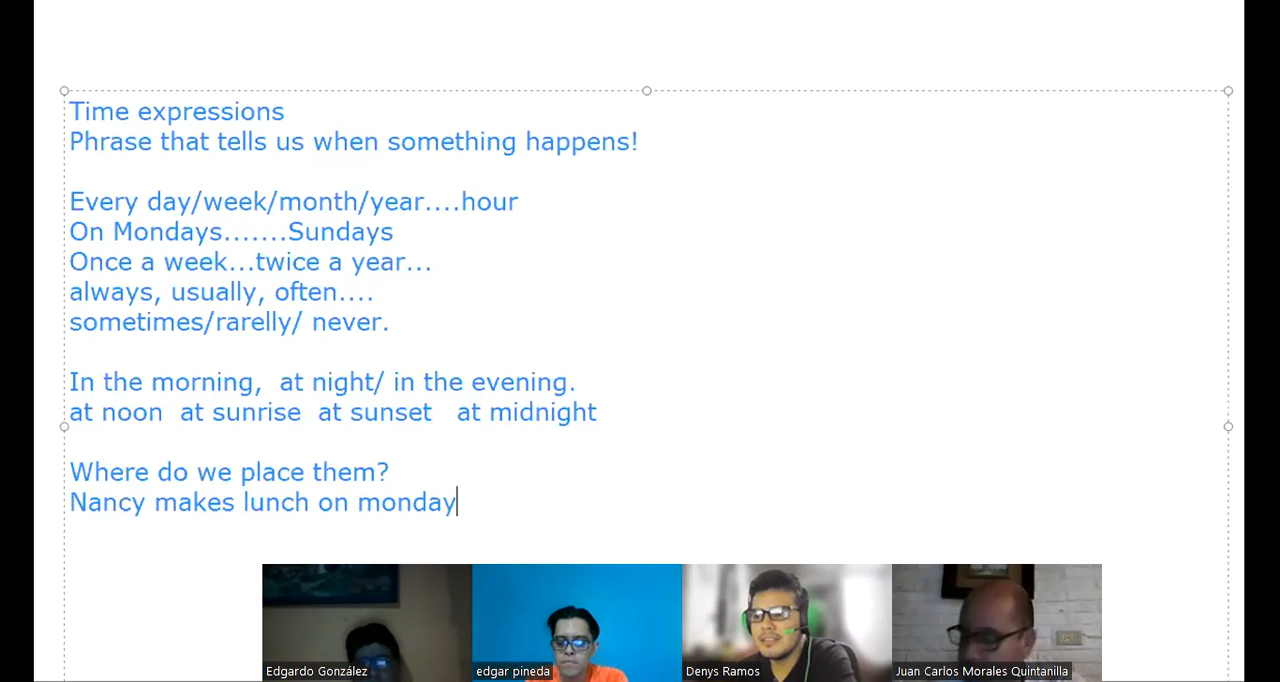 Time expressions
Phrase that tells us when something happens!
Every day/week/month/year....hour
On Mondays.......Sundays
Once a week...twice a year...
always, usually, often....
sometimes/rarelly/ never.
In the morning,  at night/ in the evening.
at noon  at sunrise  at sunset   at midnight
Where do we place them?
Nancy makes lunch on monday
Edgardo González
edgar pineda
Denys Ramos
Juan Carlos Morales Quintanilla